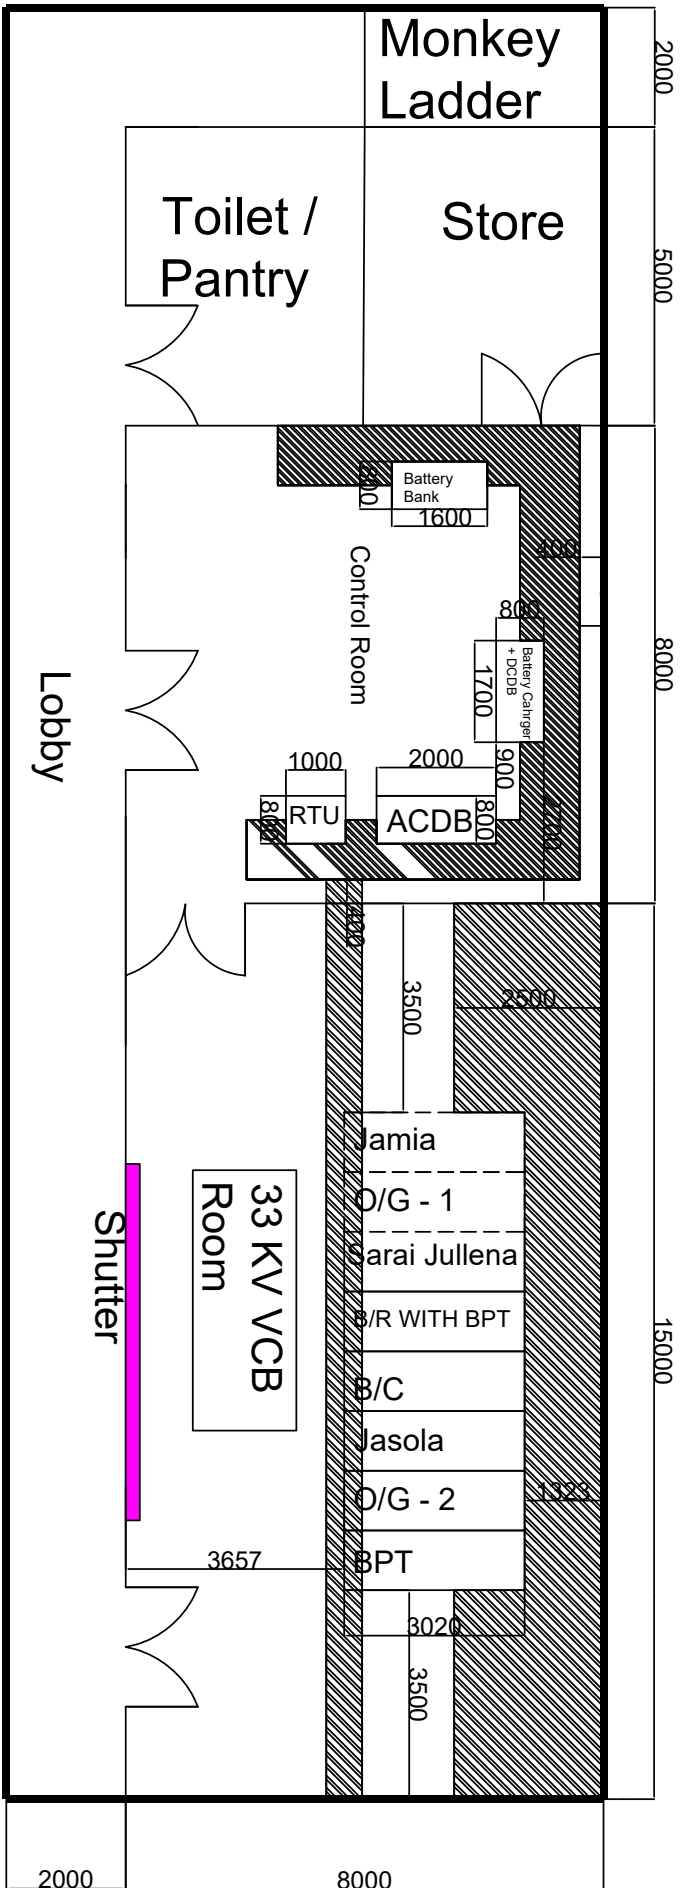 Monkey
Ladder
2000
Toilet /
Pantry
Store
5000
Battery
Bank
800
1600
400
Control Room
800
Battery Cahrger
+ DCDB
1700
8000
Lobby
900
1000
2000
2700
RTU
800
ACDB
800
400
3500
2500
Jamia
O/G - 1
Sarai Jullena
33 KV VCB
Room
Shutter
B/R WITH BPT
15000
B/C
Jasola
O/G - 2
1323
3657
BPT
3020
3500
2000
8000